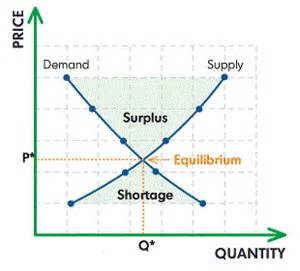 PRICE
Demand
Supply
Surplus
P*
Equilibrium
Shortage
Q*
QUANTITY